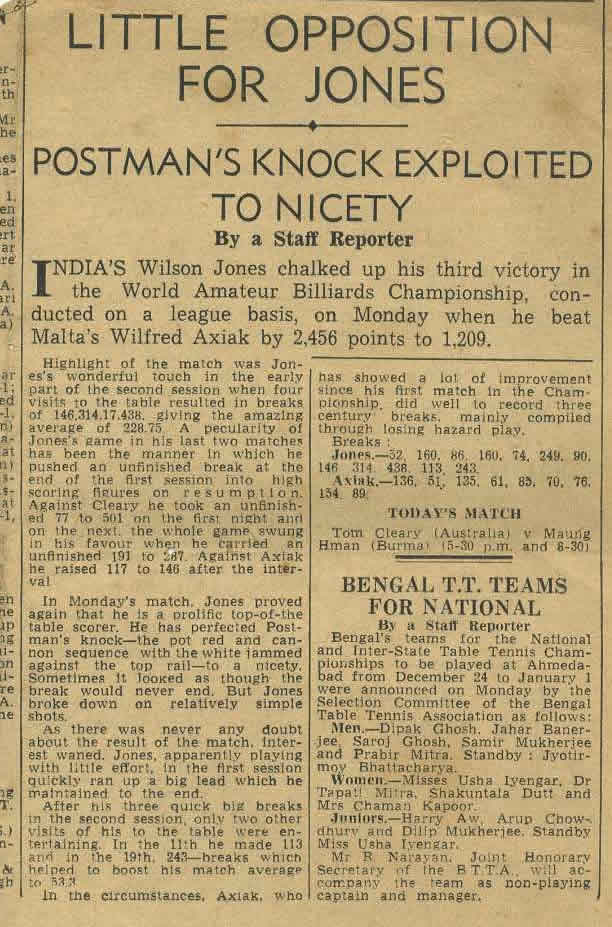 LITTLE OPPOSITION
FOR JONES
POSTMAN'S KNOCK EXPLOITED
TO NICETY
By a Staff Reporter
INDIA'S Wilson Jones chalked up his third victory in
the World Amateur Billiards Championship, con-
ducted on a league basis, on Monday when he beat
Malta's Wilfred Axiak by 2,456 points to 1,209.
Highlight of the match was Jon-
es's wonderful touch in the early
part of the second session when four
visits to the table resulted in breaks
of 146,314,17,438, giving the amazing
average of 228.75. A pecularity of
Jones's game in his last two matches
has been the manner in which he
pushed an unfinished break at the
end of the first session into high
scoring figures on resumption.
Against Cleary he took an unfinish-
ed 77 to 501 on the first night and
on the next, the whole game swung
in his favour when he carried an
unfinished 191 to 287. Against Axiak
he raised 117 to 146 after the inter-
val
In Monday's match, Jones proved
again that he is a prolific top-of-the
table scorer. He has perfected Post-
man's knock—the pot red and can-
non sequence with the white jammed
against the top rail—to a nicety.
Sometimes it looked as though the
break would never end. But Jones
broke down on relatively simple
shots.
As there was never any doubt
about the result of the match, inter-
est waned. Jones, apparently playing
with little effort, in the first session
quickly ran up a big lead which he
maintained to the end.
After his three quick big breaks
in the second session, only two other
visits of his to the table were en-
tertaining. In the 11th he made 113
and in the 19th, 243—breaks which
helped to boost his match average
to 53.3
In the circumstances, Axiak, who
has showed a lot of improvement
since his first match in the Cham-
pionship, did well to record three
century breaks, mainly compiled
through losing hazard play.
Breaks :
Jones.—52, 160, 86, 160, 74, 249, 90,
146 314 438, 113, 243.
Axiak.—136, 51, 135, 61, 85, 70, 76,
154, 89.
TODAY'S MATCH
Tom Cleary (Australia) v Maung
Hman (Burma) (5-30 p.m. and 8-30)
BENGAL T.T. TEAMS
FOR NATIONAL
By a Staff Reporter
Bengal's teams for the National
and Inter-State Table Tennis Cham-
pionships to be played at Ahmeda-
bad from December 24 to January 1
were announced on Monday by the
Selection Committee of the Bengal
Table Tennis Association as follows:
Men.—Dipak Ghosh, Jahar Baner-
jee, Saroj Ghosh, Samir Mukherjee
and Prabir Mitra. Standby : Jyotir-
moy Bhattacharya.
Women.—Misses Usha Iyengar, Dr
Tapati Mitra, Shakuntala Dutt and
Mrs Chaman Kapoor.
Juniors.—Harry Aw, Arup Chow-
dhury and Dilip Mukherjee. Standby
Miss Usha Iyengar.
Mr R. Narayan, Joint Honorary
Secretary of the B.T.T.A., will ac-
company the team as non-playing
captain and manager.